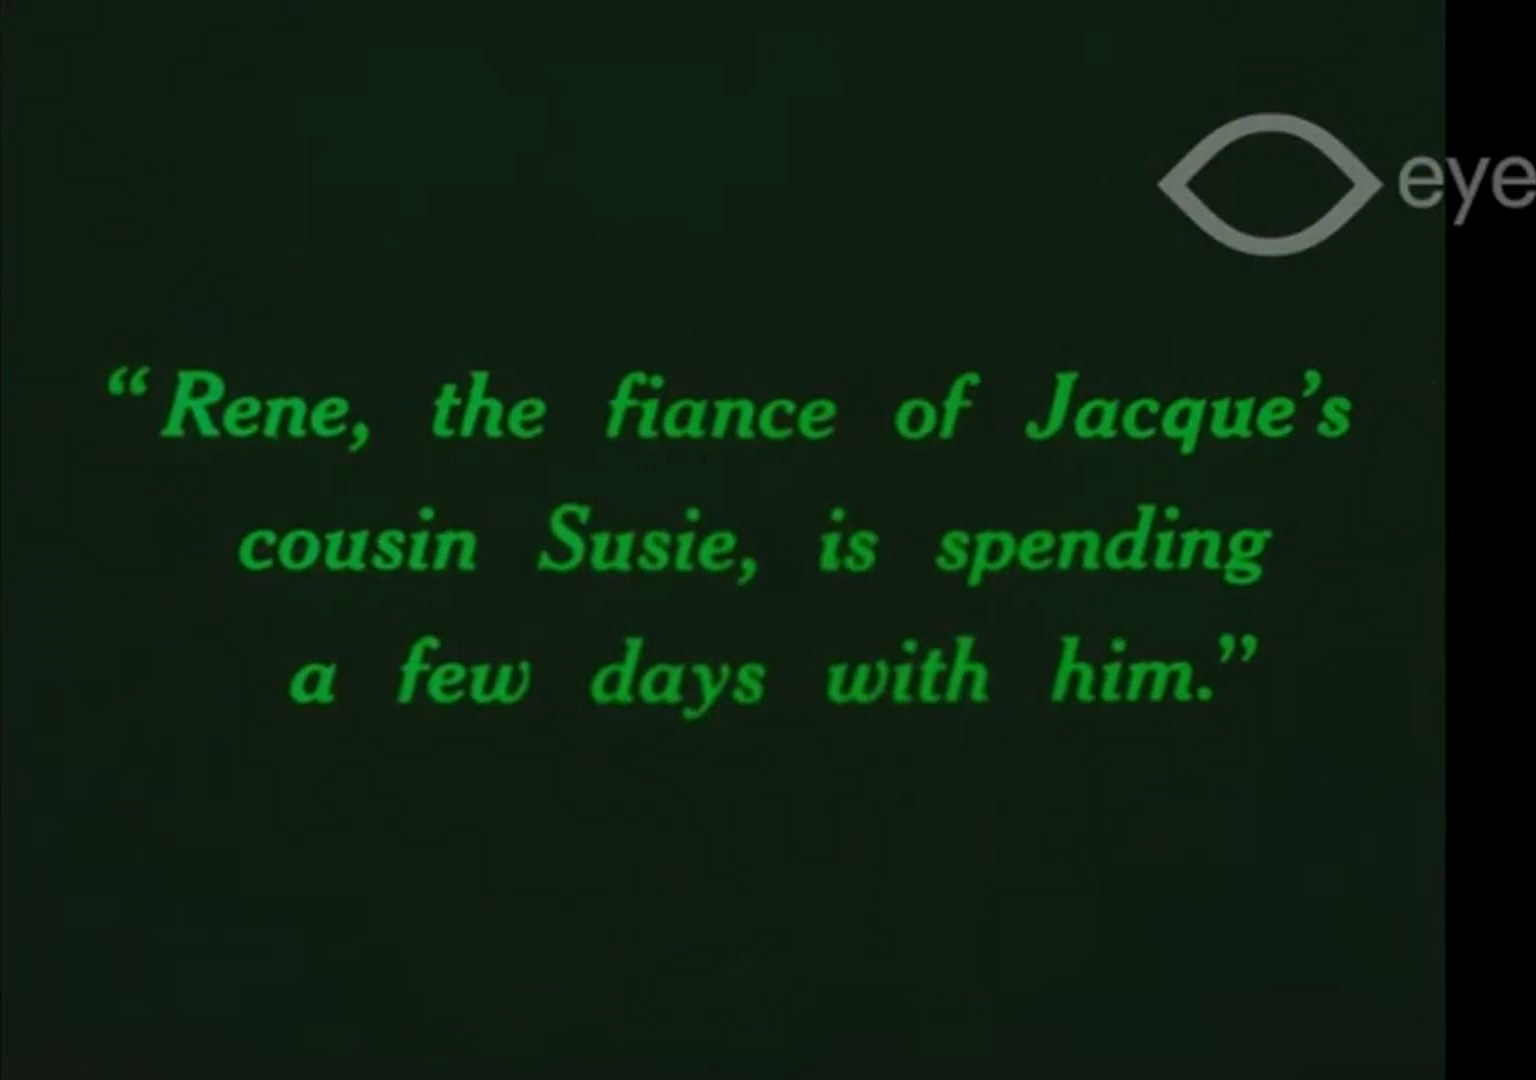 eye
“Rene, the fiance of Jacque’s
cousin Susie, is spending
a few days with him.”